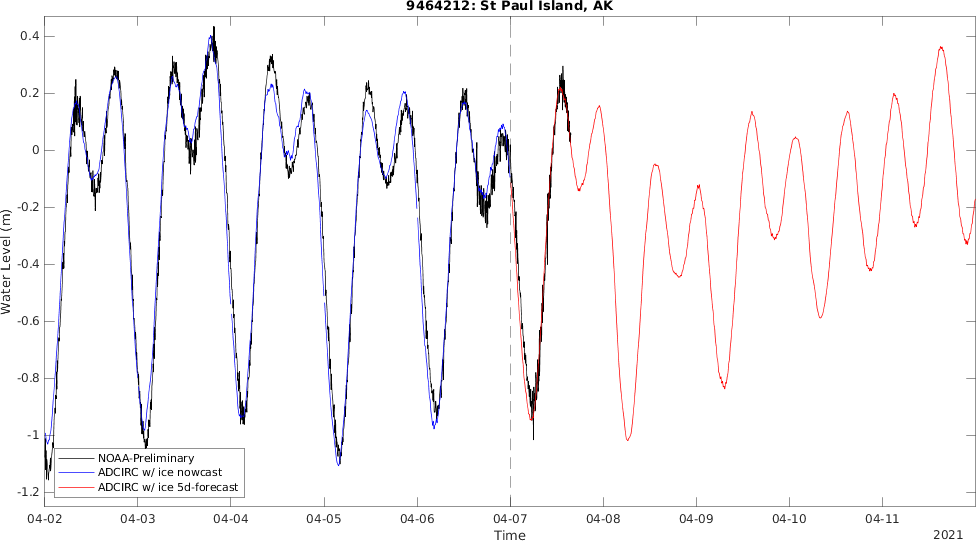 9464212: St Paul Island, AK
0.4
0.2
0
-0.2
-0.4
-0.6
-0.8
-1
-1.2
Water Level (m)
NOAA-Preliminary
ADCIRC w/ ice nowcast
ADCIRC w/ ice 5d-forecast
04-02 04-03 04-04 04-05 04-06 04-07 04-08 04-09 04-10 04-11
Time
2021